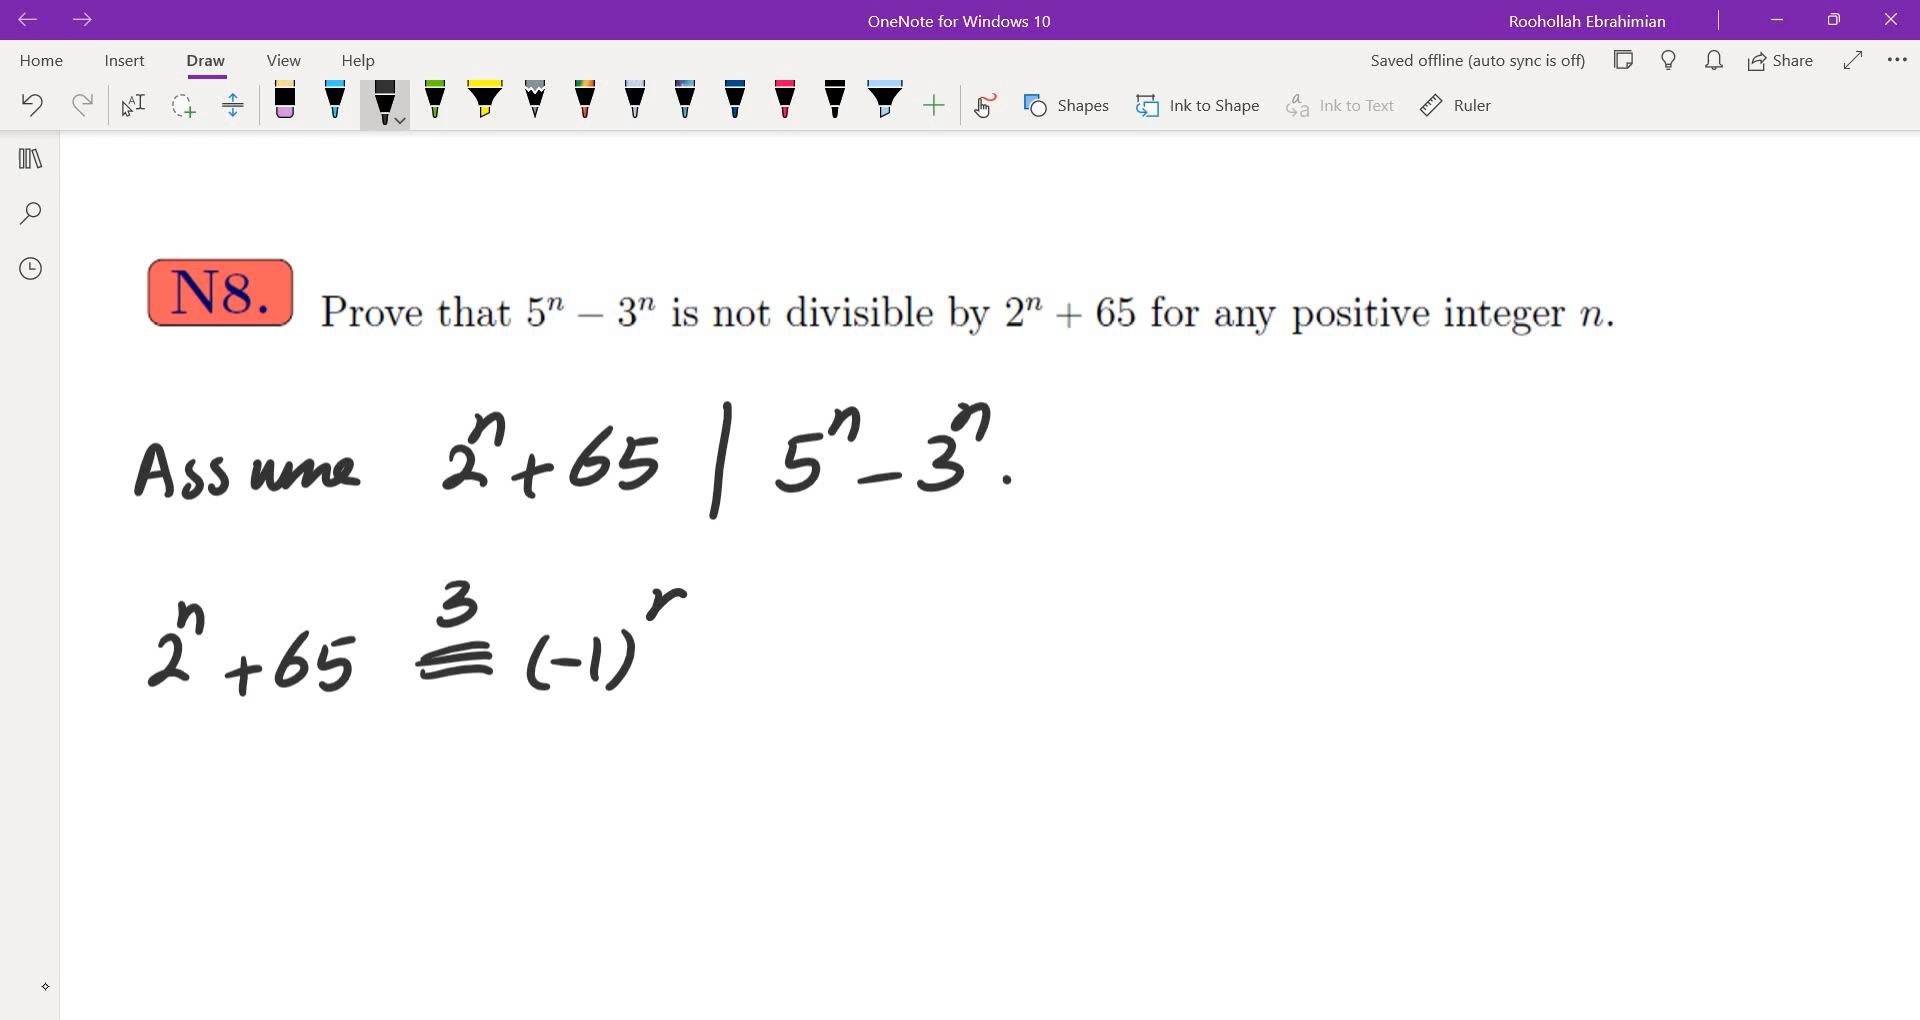 OneNote for Windows 10 Roohollah Ebrahimian
Home Insert Draw View Help Saved offline (auto sync is off) Share
AI Shapes Ink to Shape a a Ink to Text Ruler
N8. Prove that 5ⁿ − 3ⁿ is not divisible by 2ⁿ + 65 for any positive integer n.
Assume 2ⁿ + 65 | 5ⁿ − 3ⁿ.
2ⁿ + 65 ≡³ (−1)ʳ